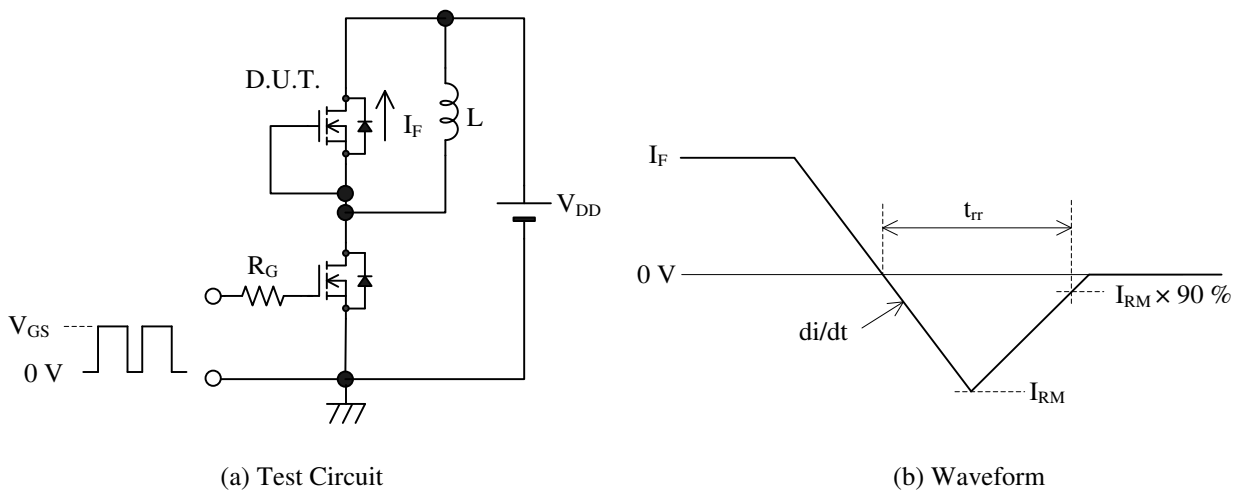 D.U.T.
I_F
L
V_DD
R_G
V_GS
0 V
(a) Test Circuit
I_F
t_rr
0 V
I_RM × 90 %
di/dt
I_RM
(b) Waveform